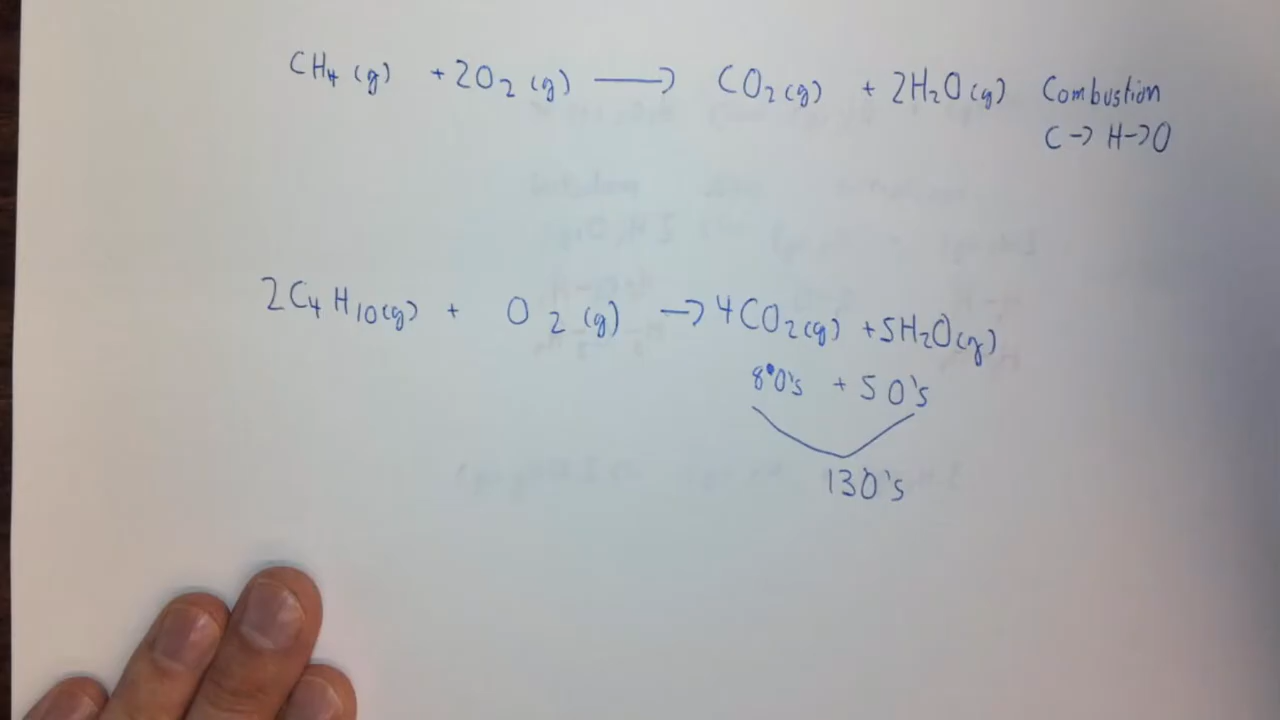 CH₄ (g) + 2O₂ (g) → CO₂(g) + 2H₂O(g) Combustion
C → H → O
2C₄H₁₀(g) + O₂ (g) → 4CO₂(g) + 5H₂O(g)
8 O's + 5 O's
13 O's